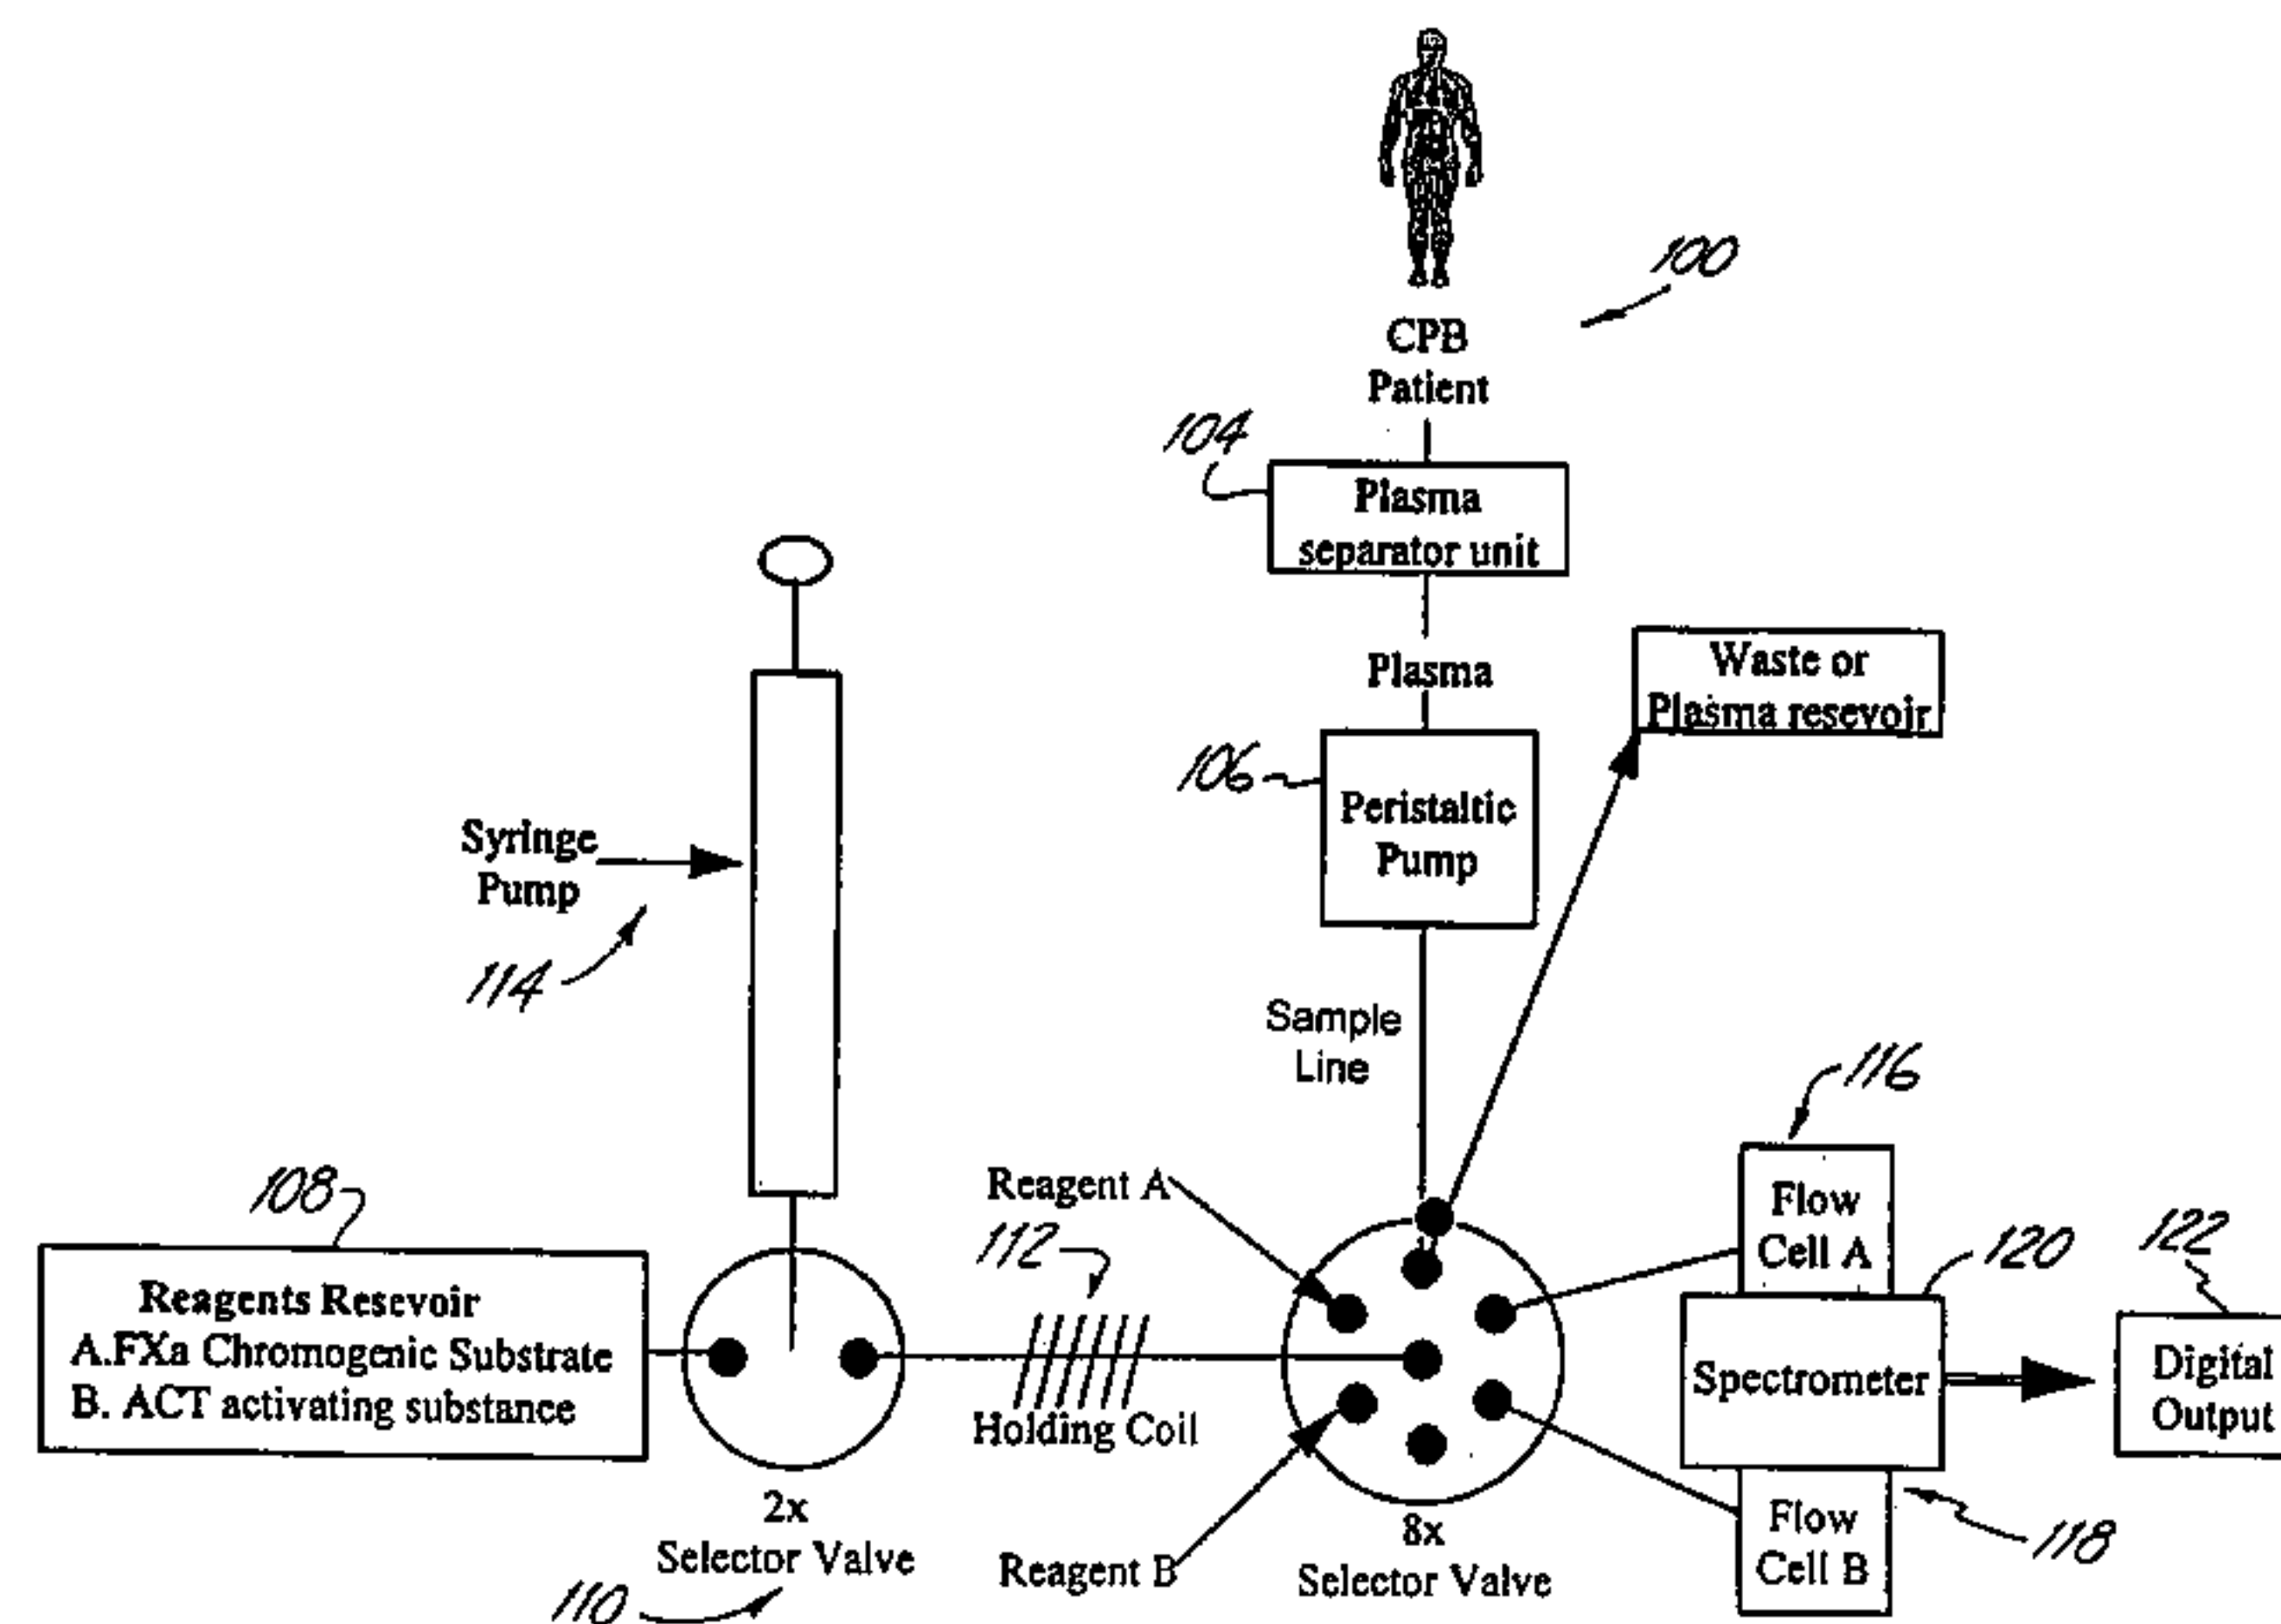 100
CPB
Patient
104
Plasma
separator unit
Plasma
Waste or
Plasma resevoir
106
Peristaltic
Pump
Syringe
Pump
114
Sample
Line
116
108
Reagent A
112
Flow
Cell A
120
122
Reagents Resevoir
A.FXa Chromogenic Substrate
B. ACT activating substance
Spectrometer
Digital
Output
Holding Coil
2x
Selector Valve
110
Reagent B
8x
Selector Valve
Flow
Cell B
118